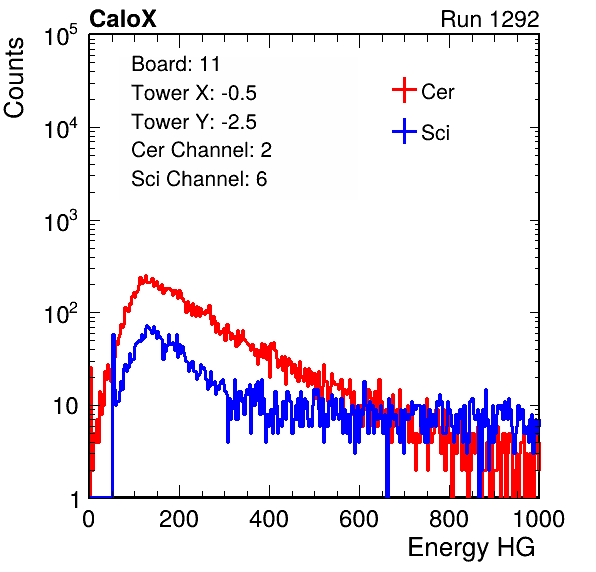 CaloX Run 1292
Counts
Board: 11
Tower X: -0.5
Tower Y: -2.5
Cer Channel: 2
Sci Channel: 6
Cer
Sci
10^5
10^4
10^3
10^2
10
1
0 200 400 600 800 1000
Energy HG